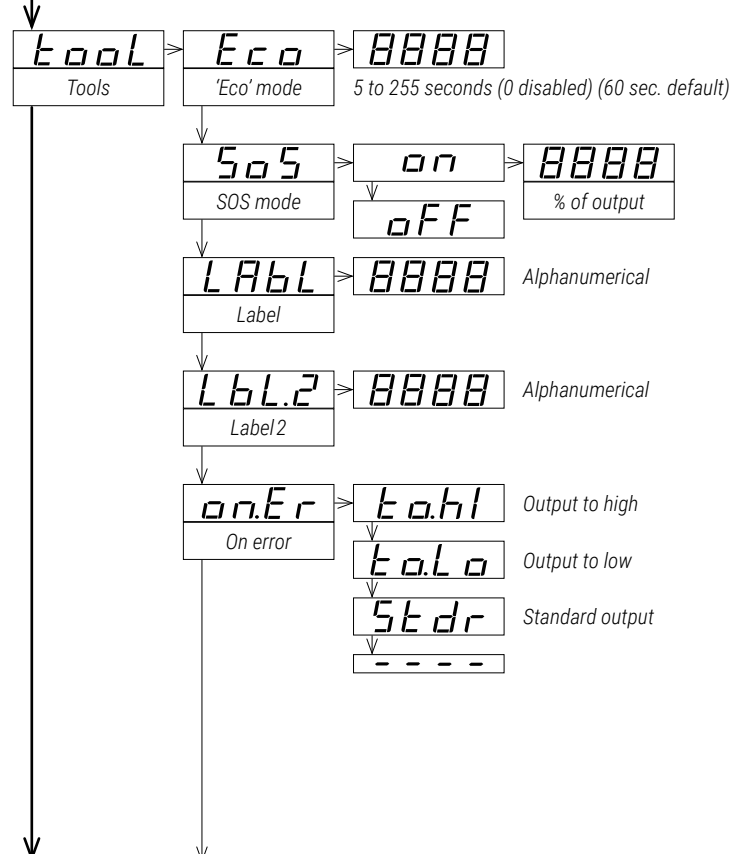 tooL Eco 8888
Tools 'Eco' mode 5 to 255 seconds (0 disabled) (60 sec. default)
SoS on 8888
SOS mode % of output
oFF
LAbL 8888 Alphanumerical
Label
LbL.2 8888 Alphanumerical
Label 2
on.Er to.hI Output to high
On error
to.Lo Output to low
Stdr Standard output
- - - -